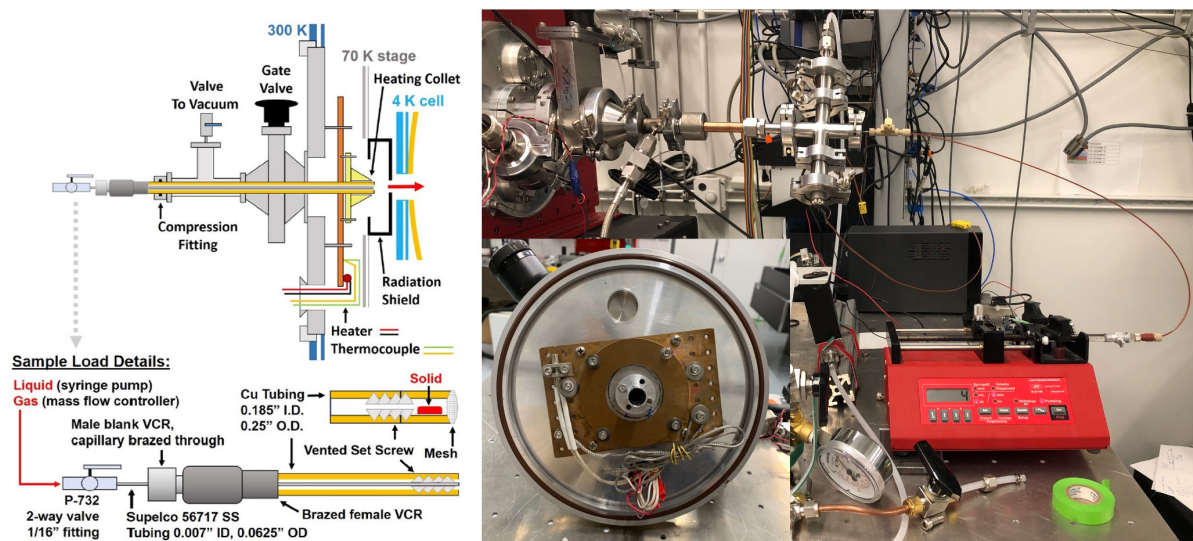 300 K
70 K stage
Gate
Valve
Heating Collet
Valve
To Vacuum
4 K cell
Compression
Fitting
Radiation
Shield
Heater
Thermocouple
Sample Load Details:
Liquid (syringe pump)
Gas (mass flow controller)
Male blank VCR,
capillary brazed through
Cu Tubing
0.185” I.D.
0.25” O.D.
Solid
Mesh
Vented Set Screw
P-732
2-way valve
1/16” fitting
Supelco 56717 SS
Tubing 0.007” ID, 0.0625” OD
Brazed female VCR
4